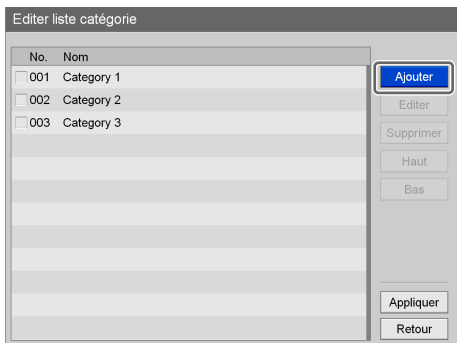 Editer liste catégorie
No. Nom
001 Category 1
002 Category 2
003 Category 3
Ajouter
Editer
Supprimer
Haut
Bas
Appliquer
Retour